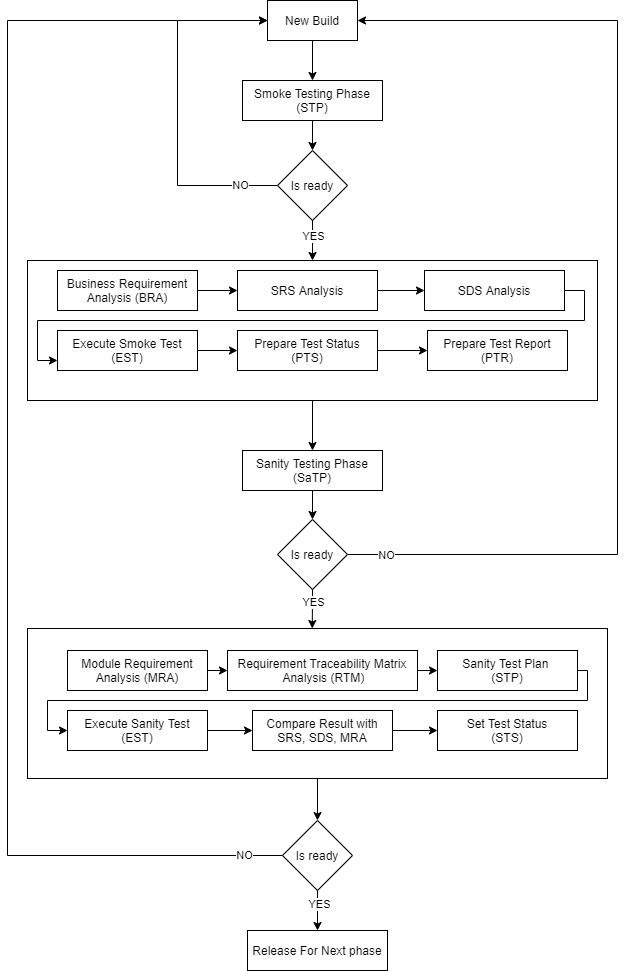 New Build
Smoke Testing Phase
(STP)
Is ready
NO
YES
Business Requirement
Analysis (BRA)
SRS Analysis
SDS Analysis
Execute Smoke Test
(EST)
Prepare Test Status
(PTS)
Prepare Test Report
(PTR)
Sanity Testing Phase
(SaTP)
Is ready
NO
YES
Module Requirement
Analysis (MRA)
Requirement Traceability Matrix
Analysis (RTM)
Sanity Test Plan
(STP)
Execute Sanity Test
(EST)
Compare Result with
SRS, SDS, MRA
Set Test Status
(STS)
NO
Is ready
YES
Release For Next phase